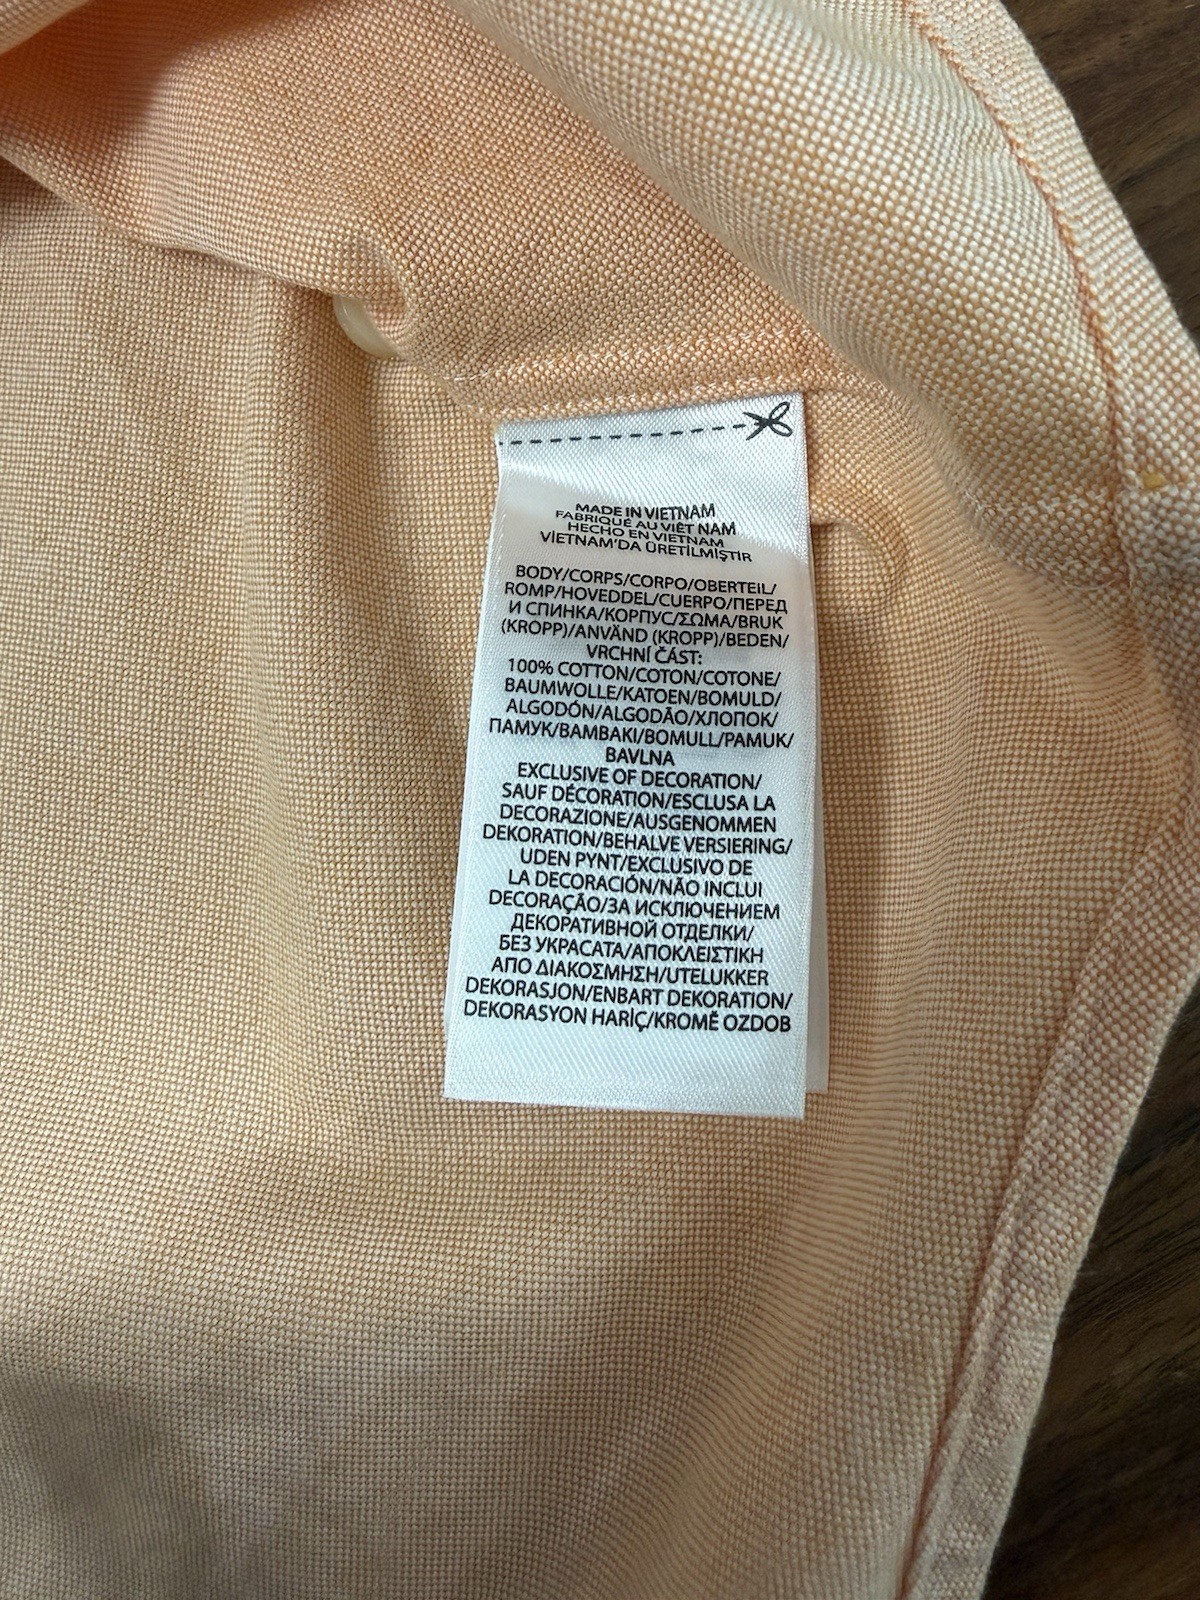 MADE IN VIETNAM
FABRIQUÉ AU VIÊT NAM
HECHO EN VIETNAM
VİETNAM'DA ÜRETİLMİŞTİR
BODY/CORPS/CORPO/OBERTEIL/
ROMP/HOVEDDEL/CUERPO/ПЕРЕД
И СПИНКА/КОРПУС/ΣΩΜΑ/BRUK
(KROPP)/ANVÄND (KROPP)/BEDEN/
VRCHNÍ ČÁST:
100% COTTON/COTON/COTONE/
BAUMWOLLE/KATOEN/BOMULD/
ALGODÓN/ALGODÃO/ХЛОПОК/
ПАМУК/ΒΑΜΒΑΚΙ/BOMULL/PAMUK/
BAVLNA
EXCLUSIVE OF DECORATION/
SAUF DÉCORATION/ESCLUSA LA
DECORAZIONE/AUSGENOMMEN
DEKORATION/BEHALVE VERSIERING/
UDEN PYNT/EXCLUSIVO DE
LA DECORACIÓN/NÃO INCLUI
DECORAÇÃO/ЗА ИСКЛЮЧЕНИЕМ
ДЕКОРАТИВНОЙ ОТДЕЛКИ/
БЕЗ УКРАСАТА/ΑΠΟΚΛΕΙΣΤΙΚΗ
ΑΠΟ ΔΙΑΚΟΣΜΗΣΗ/UTELUKKER
DEKORASJON/ENBART DEKORATION/
DEKORASYON HARİÇ/KROMĚ OZDOB